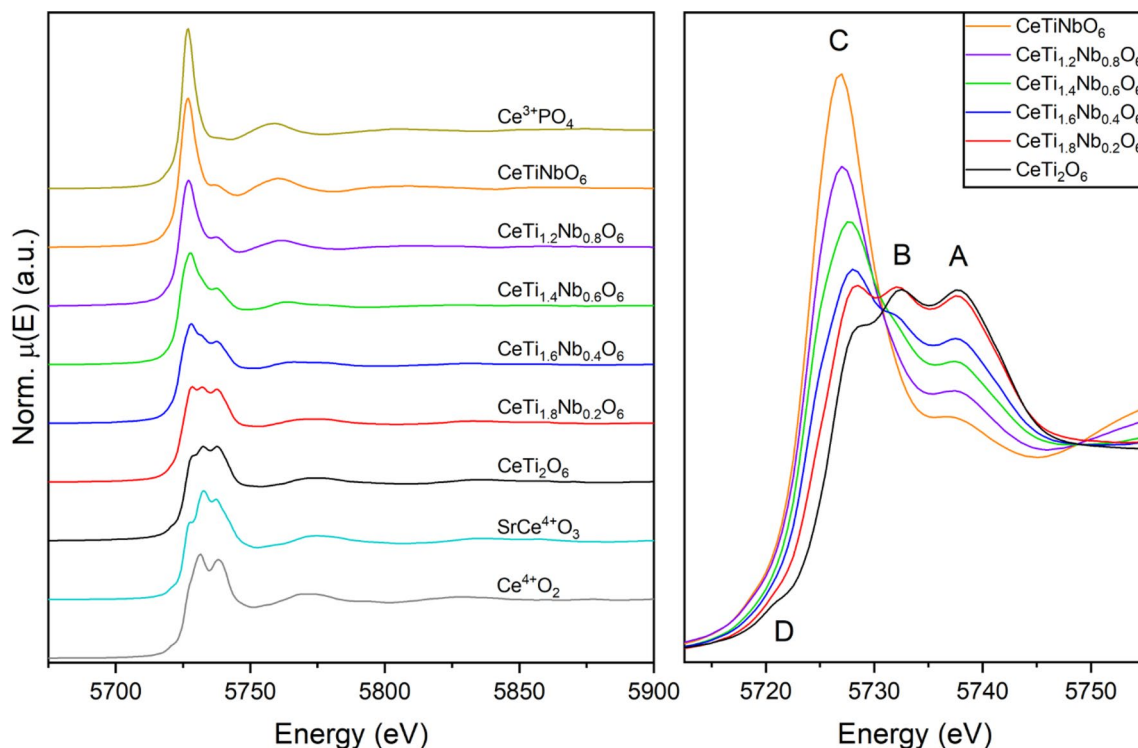 Norm. μ(E) (a.u.)
Ce³⁺PO₄
CeTiNbO₆
CeTi₁.₂Nb₀.₈O₆
CeTi₁.₄Nb₀.₆O₆
CeTi₁.₆Nb₀.₄O₆
CeTi₁.₈Nb₀.₂O₆
CeTi₂O₆
SrCe⁴⁺O₃
Ce⁴⁺O₂
5700 5750 5800 5850 5900
Energy (eV)
CeTiNbO₆
CeTi₁.₂Nb₀.₈O₆
CeTi₁.₄Nb₀.₆O₆
CeTi₁.₆Nb₀.₄O₆
CeTi₁.₈Nb₀.₂O₆
CeTi₂O₆
C
B A
D
5720 5730 5740 5750
Energy (eV)